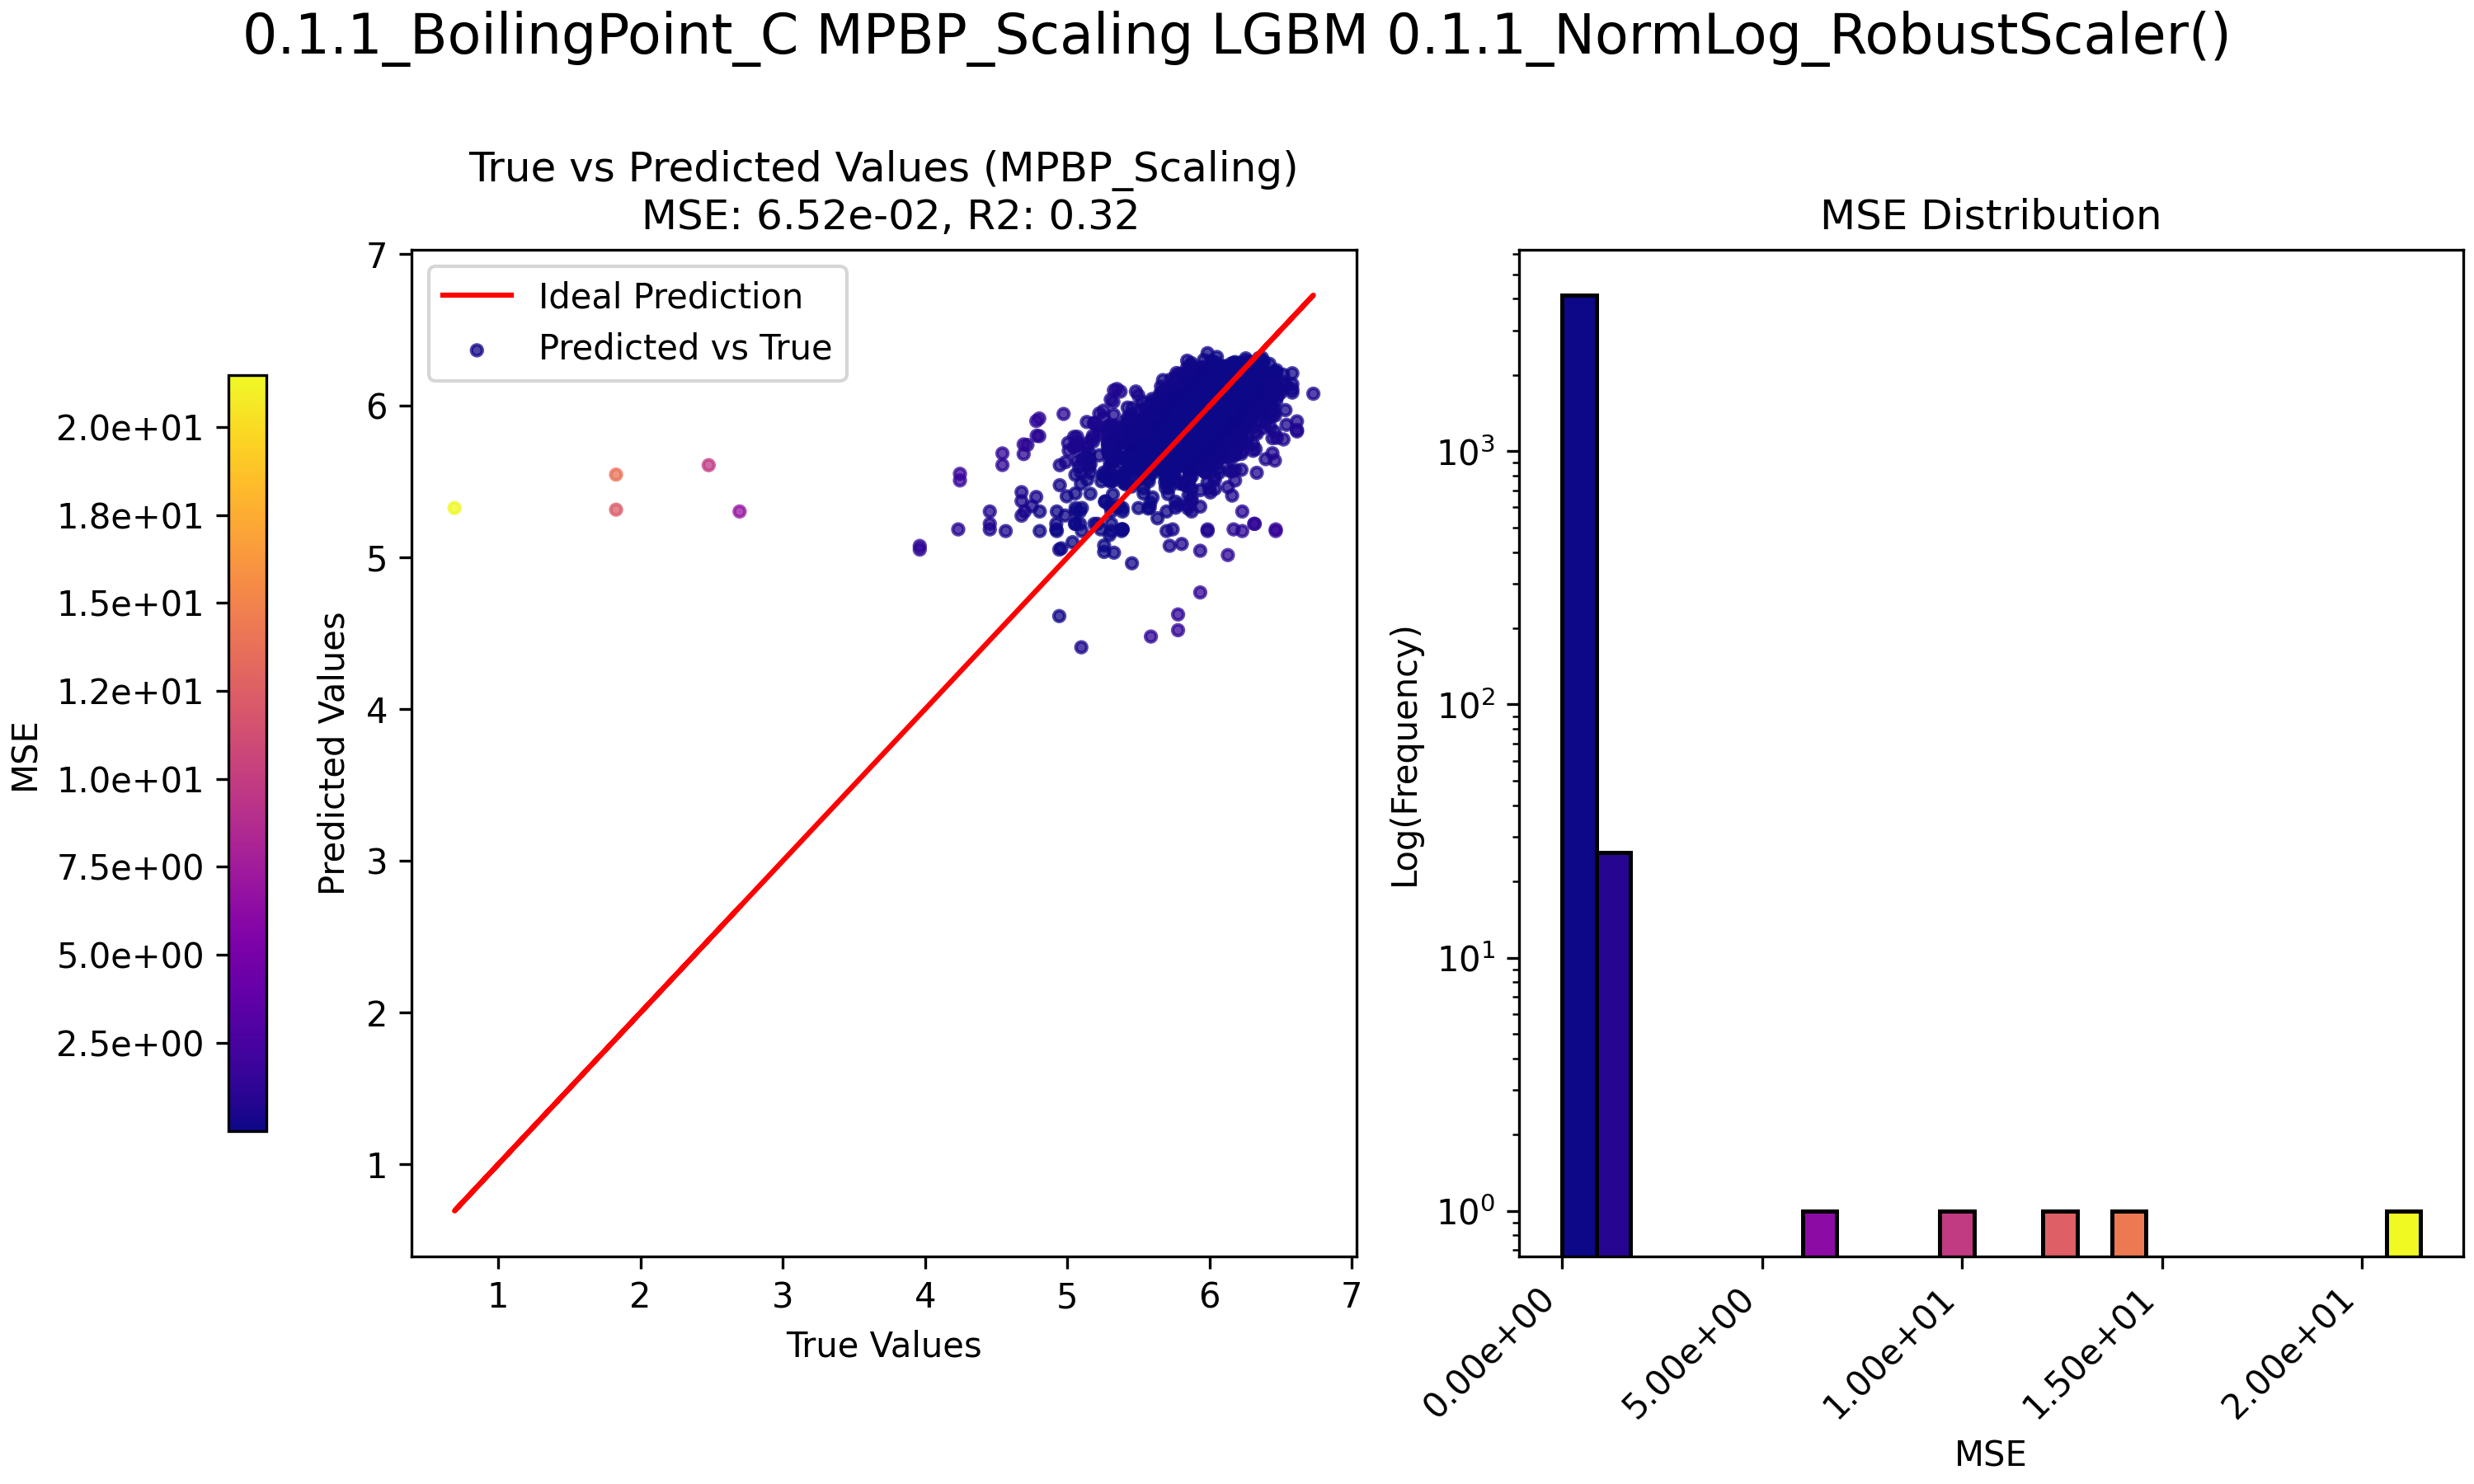 0.1.1_BoilingPoint_C MPBP_Scaling LGBM 0.1.1_NormLog_RobustScaler()
True vs Predicted Values (MPBP_Scaling)
MSE: 6.52e-02, R2: 0.32
Ideal Prediction
Predicted vs True
MSE
2.0e+01
1.8e+01
1.5e+01
1.2e+01
1.0e+01
7.5e+00
5.0e+00
2.5e+00
Predicted Values
7
6
5
4
3
2
1
1
2
3
4
5
6
7
True Values
MSE Distribution
Log(Frequency)
10³
10²
10¹
10⁰
0.00e+00
5.00e+00
1.00e+01
1.50e+01
2.00e+01
MSE